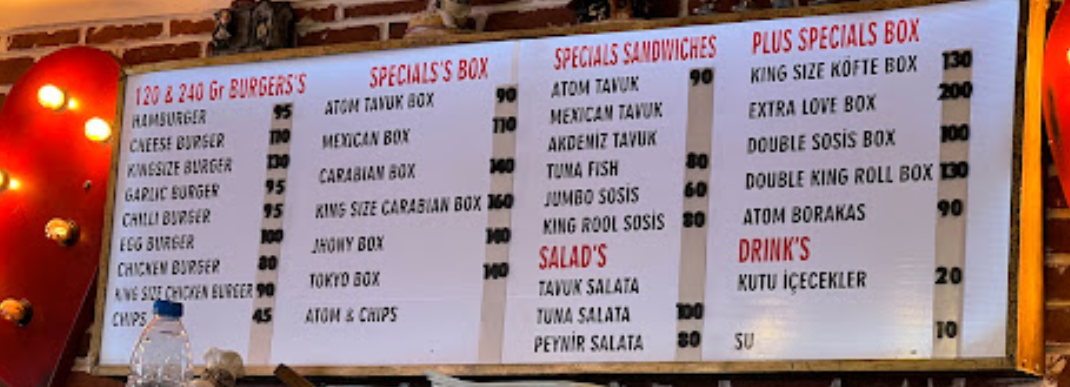 120 & 240 Gr BURGERS'S
HAMBURGER 95
CHEESE BURGER 110
KINGSIZE BURGER 130
GARLIC BURGER 95
CHILLI BURGER 95
EGG BURGER 100
CHICKEN BURGER 80
KING SIZE CHICKEN BURGER 90
CHIPS 45
SPECIALS'S BOX
ATOM TAVUK BOX 90
MEXICAN BOX 110
CARABIAN BOX 140
KING SIZE CARABIAN BOX 160
JHONY BOX 140
TOKYO BOX 140
ATOM & CHIPS
SPECIALS SANDWICHES
ATOM TAVUK 90
MEXICAN TAVUK
AKDENİZ TAVUK
TUNA FISH 80
JUMBO SOSİS 60
KING ROOL SOSİS 80
SALAD'S
TAVUK SALATA
TUNA SALATA 100
PEYNİR SALATA 80
PLUS SPECIALS BOX
KING SIZE KÖFTE BOX 130
EXTRA LOVE BOX 200
DOUBLE SOSİS BOX 100
DOUBLE KING ROLL BOX 130
ATOM BORAKAS 90
DRINK'S
KUTU İÇECEKLER 20
SU 10